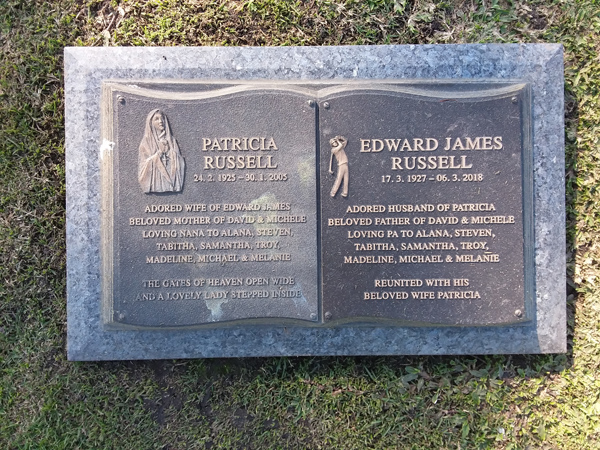 PATRICIA
RUSSELL
24. 2. 1925 – 30. 1. 2005
ADORED WIFE OF EDWARD JAMES
BELOVED MOTHER OF DAVID & MICHELE
LOVING NANA TO ALANA, STEVEN,
TABITHA, SAMANTHA, TROY,
MADELINE, MICHAEL & MELANIE
THE GATES OF HEAVEN OPEN WIDE
AND A LOVELY LADY STEPPED INSIDE
EDWARD JAMES
RUSSELL
17. 3. 1927 – 06. 3. 2018
ADORED HUSBAND OF PATRICIA
BELOVED FATHER OF DAVID & MICHELE
LOVING PA TO ALANA, STEVEN,
TABITHA, SAMANTHA, TROY,
MADELINE, MICHAEL & MELANIE
REUNITED WITH HIS
BELOVED WIFE PATRICIA